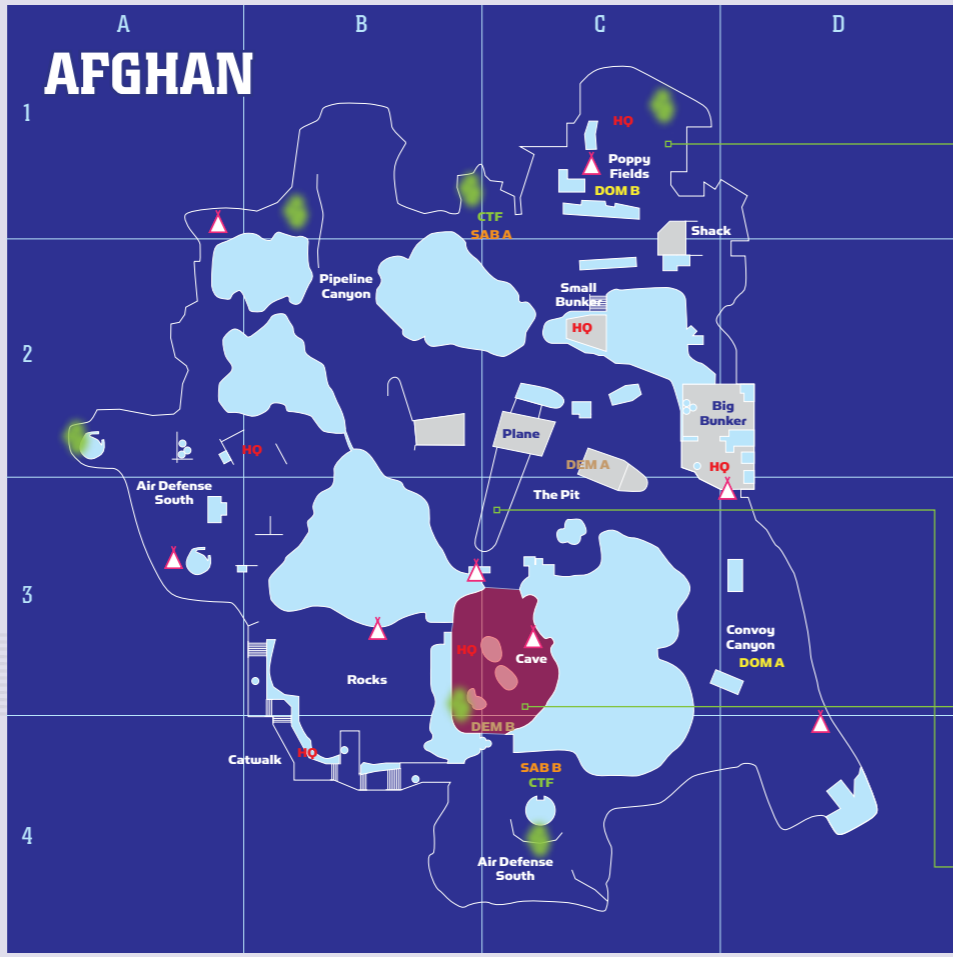 A
B
C
D
AFGHAN
1
HQ
Poppy
Fields
DOM B
CTF
SAB A
Shack
Pipeline
Canyon
Small
Bunker
HQ
2
Big
Bunker
Plane
HQ
DEM A
HQ
Air Defense
South
The Pit
3
Convoy
Canyon
DOM A
HQ
Cave
Rocks
DEM B
Catwalk
HQ
SAB B
CTF
4
Air Defense
South